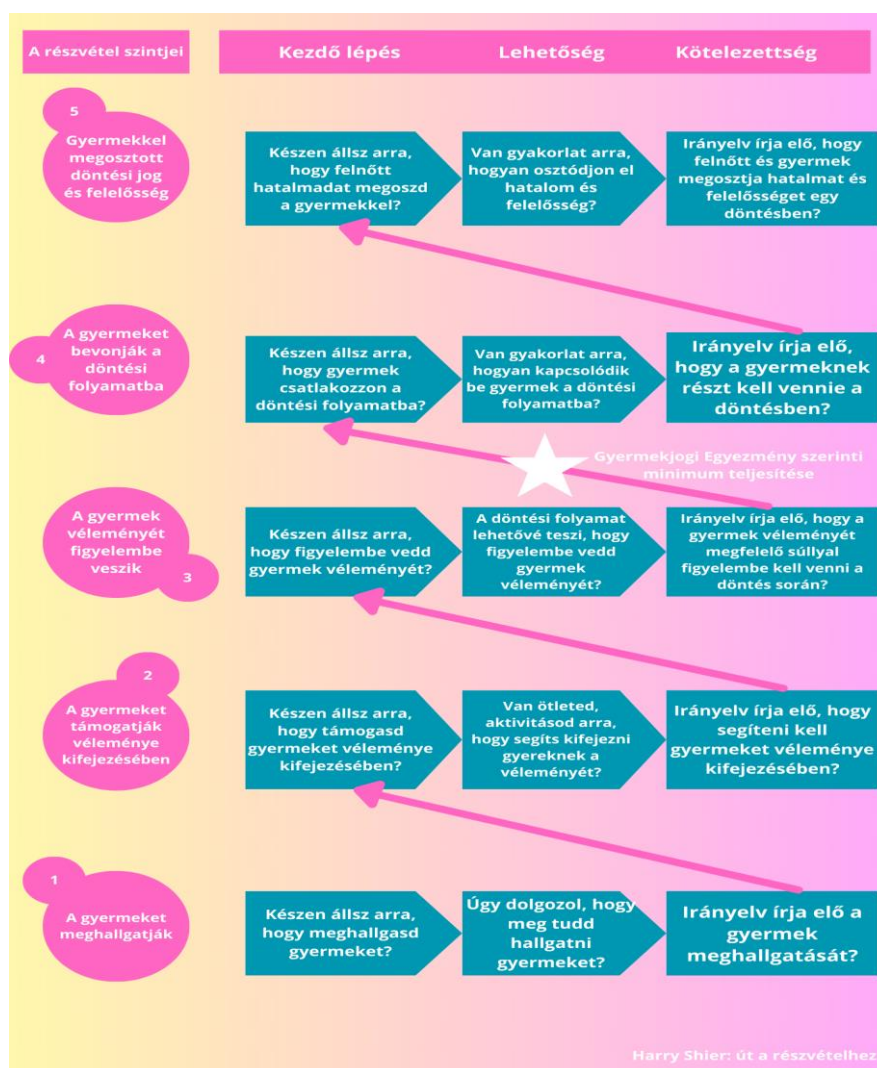 A részvétel szintjei
Kezdő lépés
Lehetőség
Kötelezettség
5
Gyermekkel
megosztott
döntési jog
és felelősség
Készen állsz arra,
hogy felnőtt
hatalmadat megoszd
a gyermekkel?
Van gyakorlat arra,
hogyan osztódjon el
hatalom és
felelősség?
Irányelv írja elő, hogy
felnőtt és gyermek
megosztja hatalmat és
felelősséget egy
döntésben?
4
A gyermeket
bevonják a
döntési
folyamatba
Készen állsz arra,
hogy gyermek
csatlakozzon a
döntési folyamatba?
Van gyakorlat arra,
hogyan kapcsolódik
be gyermek a döntési
folyamatba?
Irányelv írja elő,
hogy a gyermeknek
részt kell vennie a
döntésben?
Gyermekjogi Egyezmény szerinti
minimum teljesítése
A gyermek
véleményét
figyelembe
veszik
3
Készen állsz arra,
hogy figyelembe vedd
gyermek véleményét?
A döntési folyamat
lehetővé teszi, hogy
figyelembe vedd
gyermek
véleményét?
Irányelv írja elő, hogy a
gyermek véleményét
megfelelő súllyal
figyelembe kell venni a
döntés során?
2
A gyermeket
támogatják
véleménye
kifejezésében
Készen állsz arra,
hogy támogasd
gyermeket véleménye
kifejezésében?
Van ötleted,
aktivitásod arra,
hogy segíts kifejezni
gyereknek a
véleményét?
Irányelv írja elő, hogy
segíteni kell
gyermeket véleménye
kifejezésében?
1
A gyermeket
meghallgatják
Készen állsz arra,
hogy meghallgasd
gyermeket?
Úgy dolgozol, hogy
meg tudd
hallgatni
gyermeket?
Irányelv írja elő a
gyermek
meghallgatását?
Harry Shier: út a részvételhez